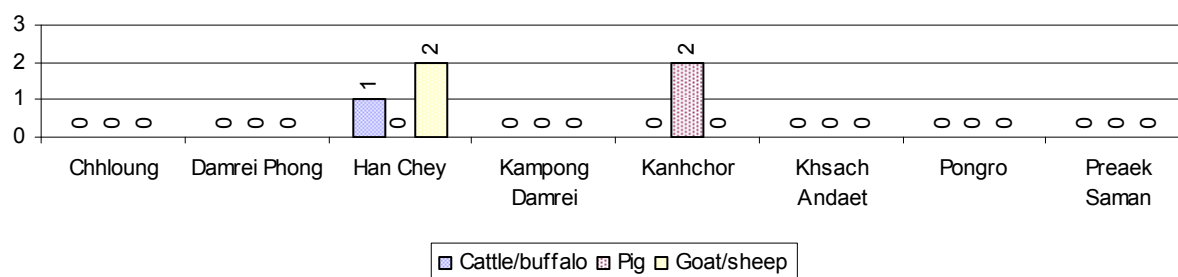 3
2
1
0
0 0 0 0 0 0 1 0 2 0 0 0 0 2 0 0 0 0 0 0 0 0 0 0
Chhloung Damrei Phong Han Chey Kampong Kanhchor Khsach Pongro Preaek
Damrei Andaet Saman
Cattle/buffalo Pig Goat/sheep